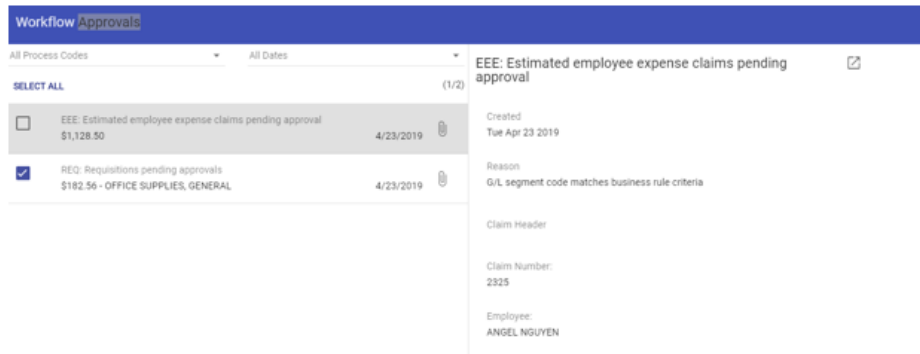 Workflow Approvals
All Process Codes
All Dates
SELECT ALL
(1/2)
EEE: Estimated employee expense claims pending approval
$1,128.50
4/23/2019
REQ: Requisitions pending approvals
$182.56 - OFFICE SUPPLIES, GENERAL
4/23/2019
EEE: Estimated employee expense claims pending
approval
Created
Tue Apr 23 2019
Reason
G/L segment code matches business rule criteria
Claim Header
Claim Number:
2325
Employee:
ANGEL NGUYEN